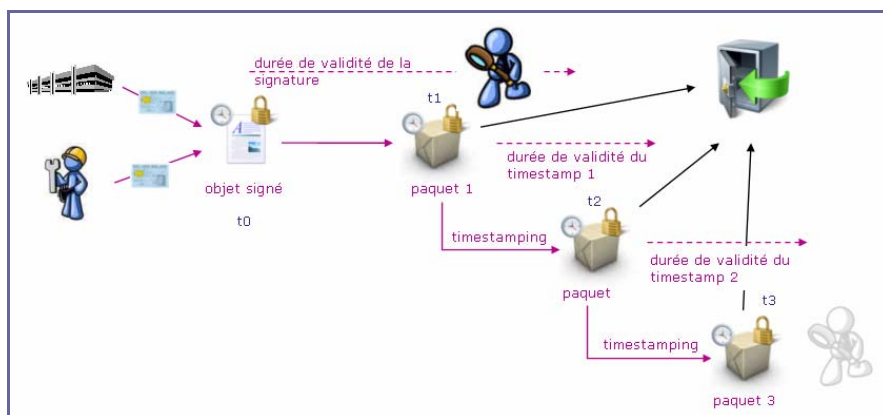 durée de validité de la
signature
t1
objet signé
t0
paquet 1
durée de validité du
timestamp 1
t2
timestamping
paquet
durée de validité du
timestamp 2
t3
timestamping
paquet 3